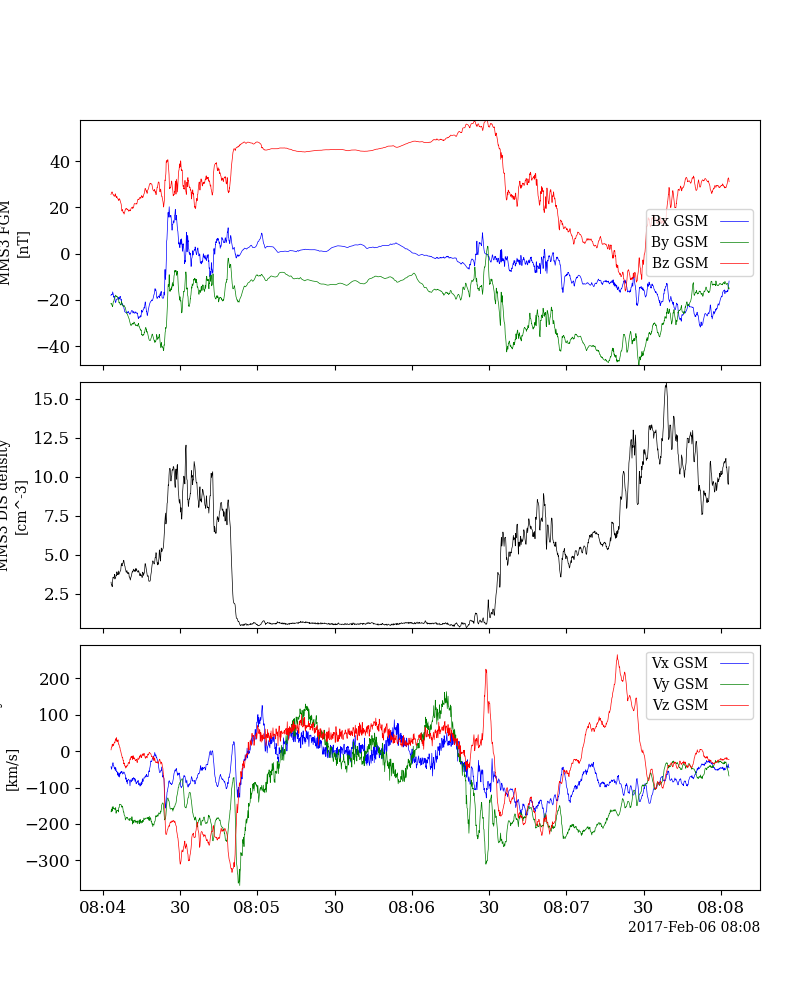 40
20
0
−20
−40
MMS3 FGM
[nT]
Bx GSM
By GSM
Bz GSM
15.0
12.5
10.0
7.5
5.0
2.5
MMS3 DIS density
[cm^-3]
200
100
0
−100
−200
−300
[km/s]
Vx GSM
Vy GSM
Vz GSM
08:04 30 08:05 30 08:06 30 08:07 30 08:08
2017-Feb-06 08:08